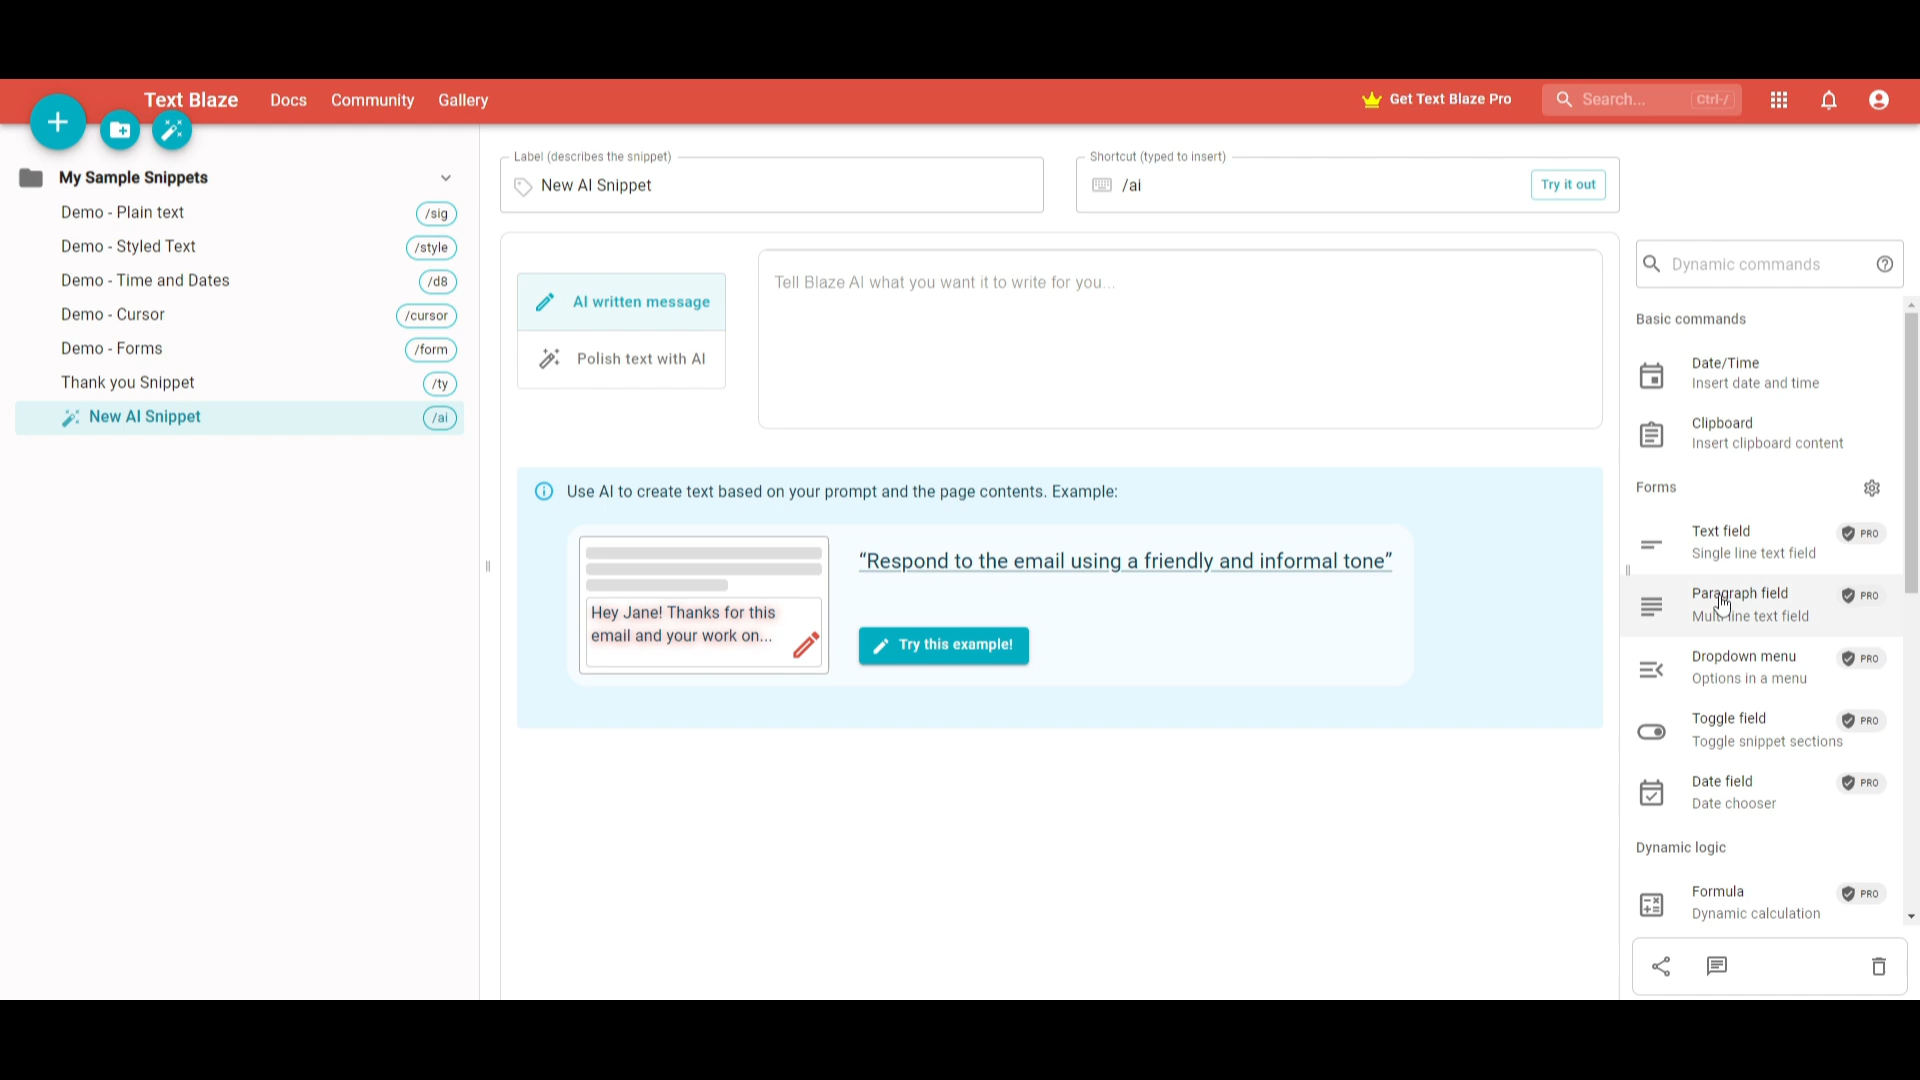 Text Blaze Docs Community Gallery Get Text Blaze Pro Search... Ctrl-/
My Sample Snippets
Demo - Plain text /sig
Demo - Styled Text /style
Demo - Time and Dates /d8
Demo - Cursor /cursor
Demo - Forms /form
Thank you Snippet /ty
New AI Snippet /ai
Label (describes the snippet)
New AI Snippet
Shortcut (typed to insert)
/ai
Try it out
AI written message
Polish text with AI
Tell Blaze AI what you want it to write for you...
Use AI to create text based on your prompt and the page contents. Example:
Hey Jane! Thanks for this
email and your work on...
“Respond to the email using a friendly and informal tone”
Try this example!
Dynamic commands
Basic commands
Date/Time
Insert date and time
Clipboard
Insert clipboard content
Forms
Text field PRO
Single line text field
Paragraph field PRO
Multi line text field
Dropdown menu PRO
Options in a menu
Toggle field PRO
Toggle snippet sections
Date field PRO
Date chooser
Dynamic logic
Formula PRO
Dynamic calculation